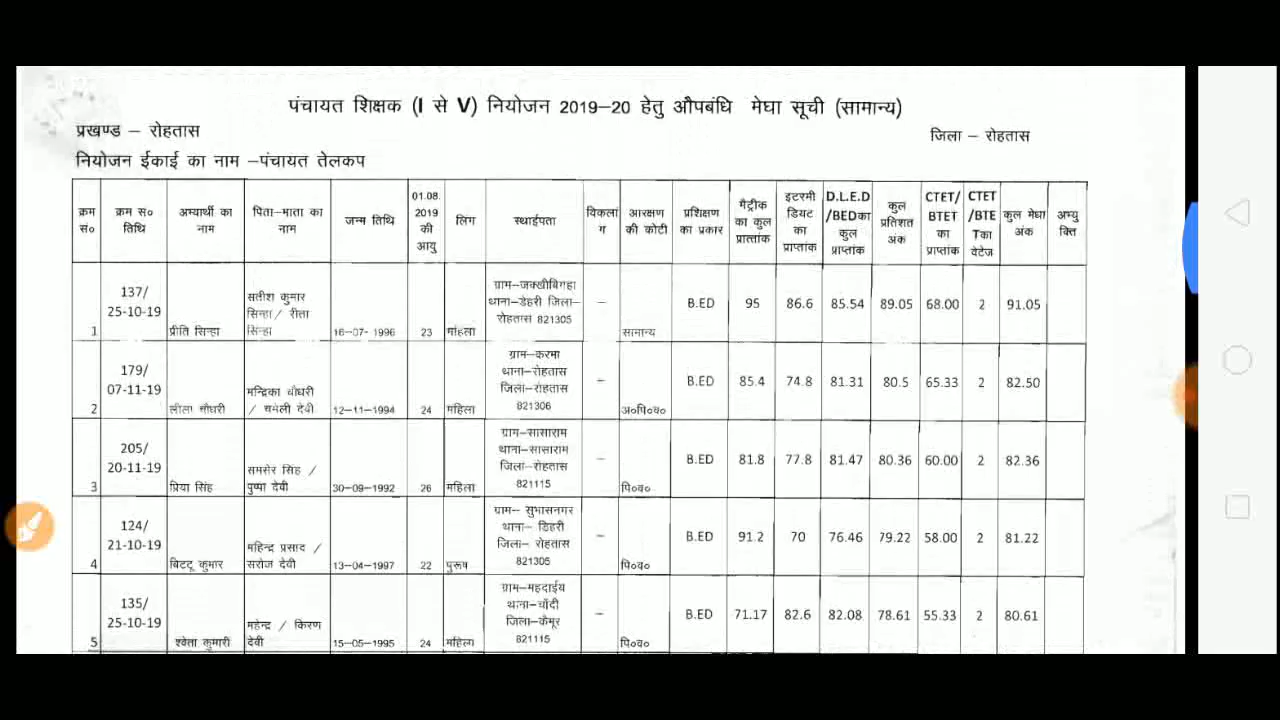 पंचायत शिक्षक (I से V) नियोजन 2019–20 हेतु औपबंधि मेघा सूची (सामान्य)
प्रखण्ड – रोहतास
जिला – रोहतास
नियोजन ईकाई का नाम –पंचायत तेलकप
क्रम सं० क्रम स० तिथि अभ्यार्थी का नाम पिता–माता का नाम जन्म तिथि 01.08.2019 की आयु लिग स्थाईपता विकलांग आरक्षण की कोटी प्रशिक्षण का प्रकार मैट्रीक का कुल प्राप्तांक इटरमीडियट का प्राप्तांक D.L.ED/BEDका कुल प्राप्तांक कुल प्रतिशत अंक CTET/BTET का प्राप्तांक CTET/BTETका वेटेज कुल मेधा अंक अभ्युक्ति
1 137/25-10-19 प्रीति सिन्हा सतीश कुमार सिन्हा / रीता सिन्हा 16-07-1996 23 महिला ग्राम–जक्खीबिगहा थाना–डेहरी जिला–रोहतास 821305 – सामान्य B.ED 95 86.6 85.54 89.05 68.00 2 91.05
2 179/07-11-19 लीला चौधरी मन्द्रिका चौधरी / चमेली देवी 12-11-1994 24 महिला ग्राम–करमा थाना–रोहतास जिला–रोहतास 821306 – अ०पि०व० B.ED 85.4 74.8 81.31 80.5 65.33 2 82.50
3 205/20-11-19 प्रिया सिंह समसेर सिंह / पुष्पा देवी 30-09-1992 26 महिला ग्राम–सासाराम थाना–सासाराम जिला–रोहतास 821115 – पि०व० B.ED 81.8 77.8 81.47 80.36 60.00 2 82.36
4 124/21-10-19 बिटटू कुमार महिन्द्र प्रसाद / सरोज देवी 13-04-1997 22 पुरूष ग्राम– सुभासनगर थाना– डिहरी जिला– रोहतास 821305 – पि०व० B.ED 91.2 70 76.46 79.22 58.00 2 81.22
5 135/25-10-19 श्वेता कुमारी महेन्द्र / किरण देवी 15-05-1995 24 महिला ग्राम–महदाईच थाना–चाँदी जिला–कैमूर 821115 – पि०व० B.ED 71.17 82.6 82.08 78.61 55.33 2 80.61